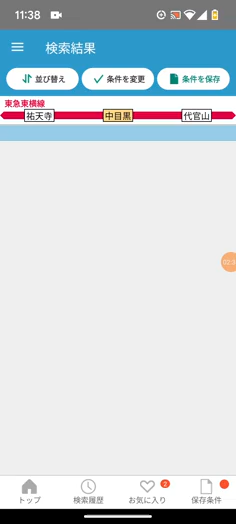 11:38
検索結果
並び替え
条件を変更
条件を保存
東急東横線
祐天寺
中目黒
代官山
トップ
検索履歴
お気に入り
2
保存条件